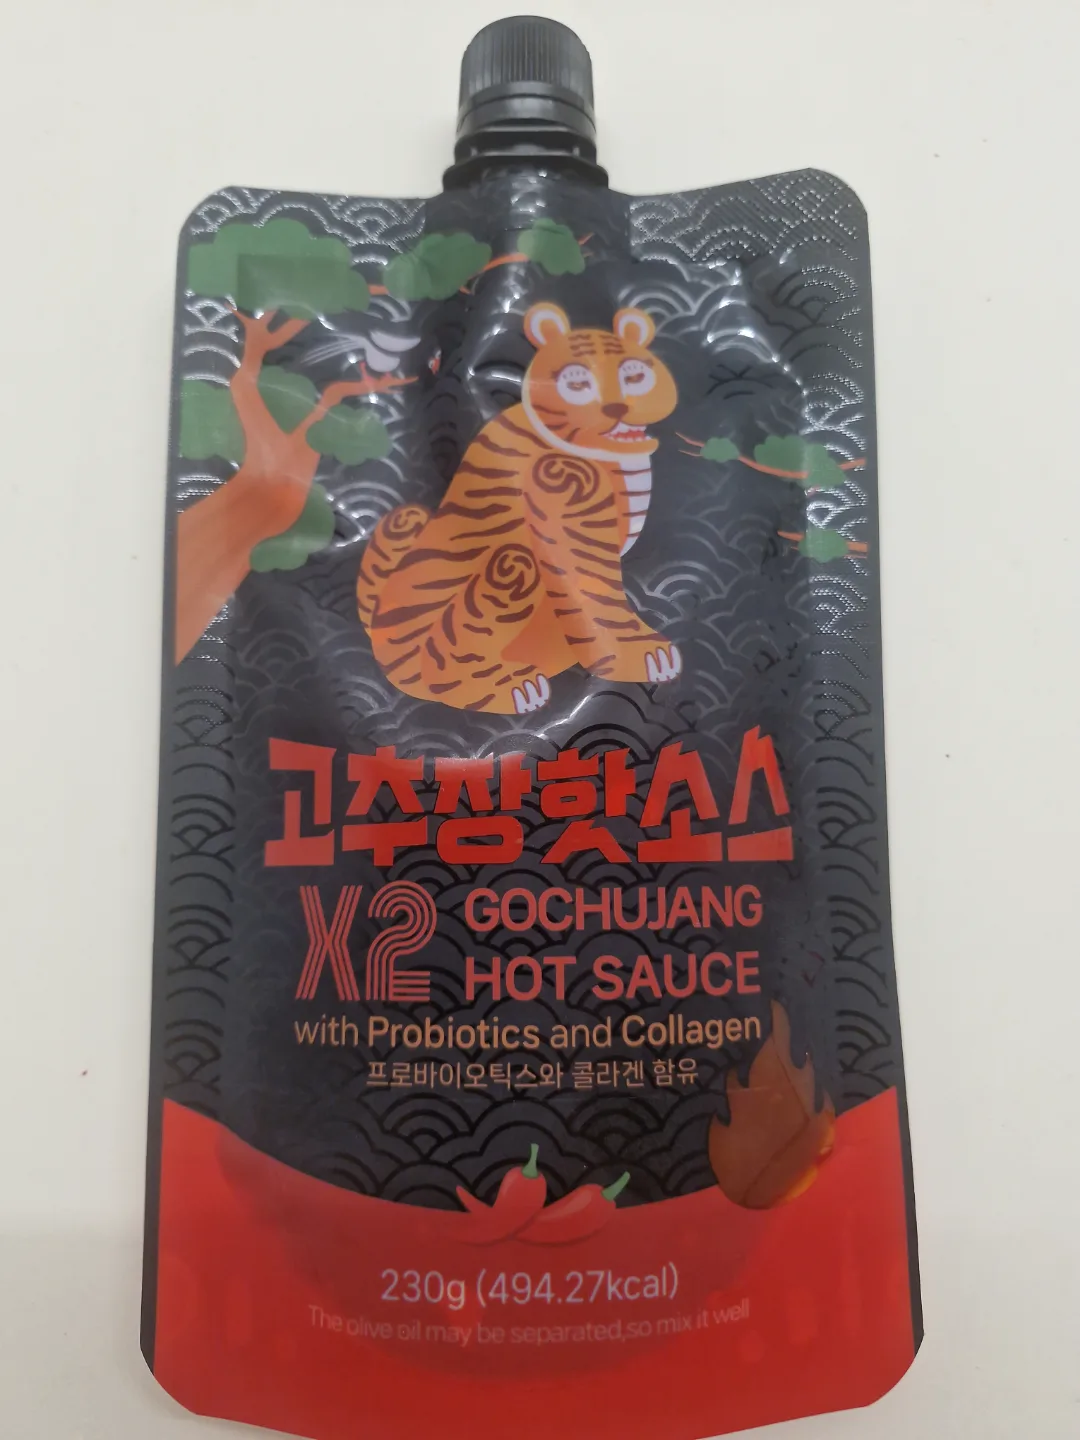 고추장핫소스
X2 GOCHUJANG
HOT SAUCE
with Probiotics and Collagen
프로바이오틱스와 콜라겐 함유
230g (494.27kcal)
The olive oil may be separated,so mix it well